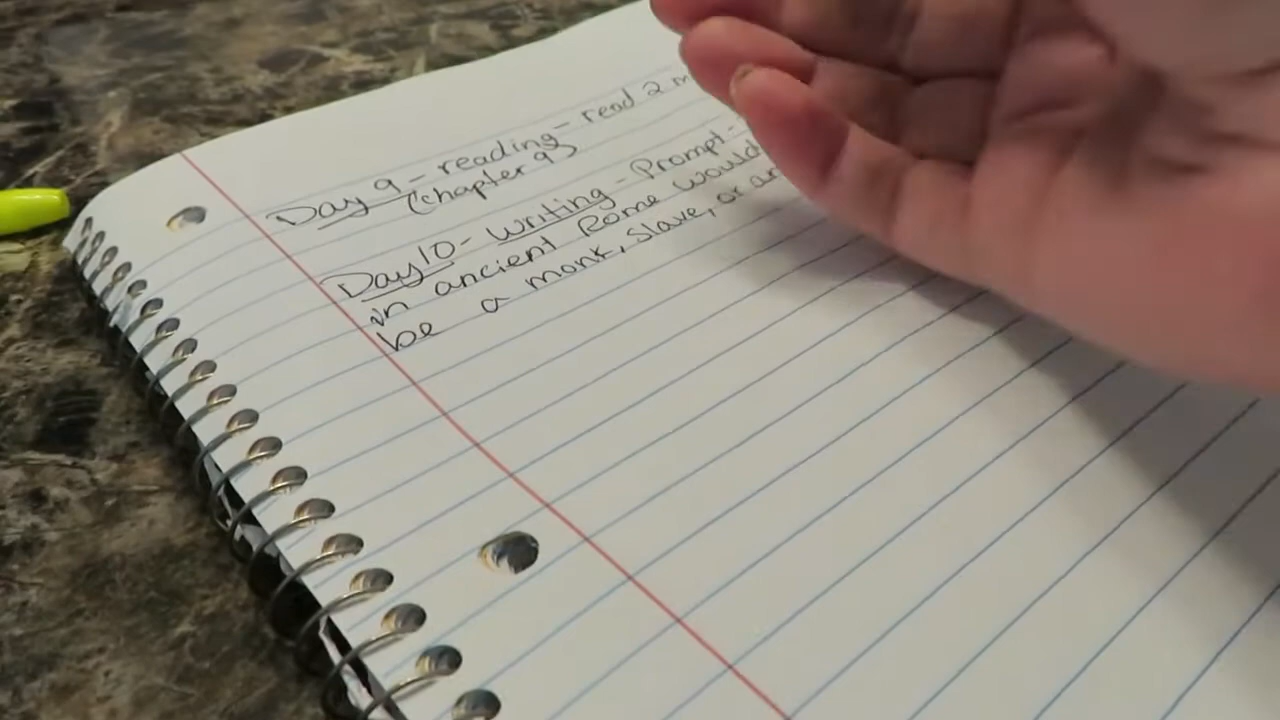 Day 9 - reading - read 2
(chapter 9)
Day 10 - writing - Prompt -
in ancient Rome would
be a monk, slave, or